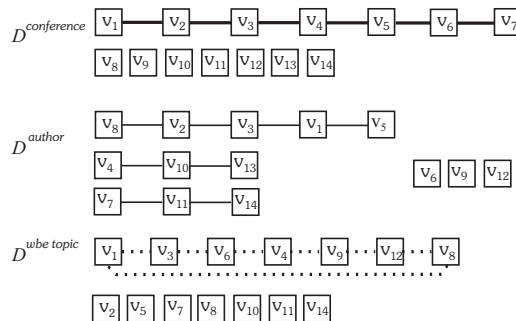 D^conference v1 v2 v3 v4 v5 v6 v7
v8 v9 v10 v11 v12 v13 v14
D^author v8 v2 v3 v1 v5
v4 v10 v13
v6 v9 v12
v7 v11 v14
D^wbe topic v1 v3 v6 v4 v9 v12 v8
v2 v5 v7 v8 v10 v11 v14